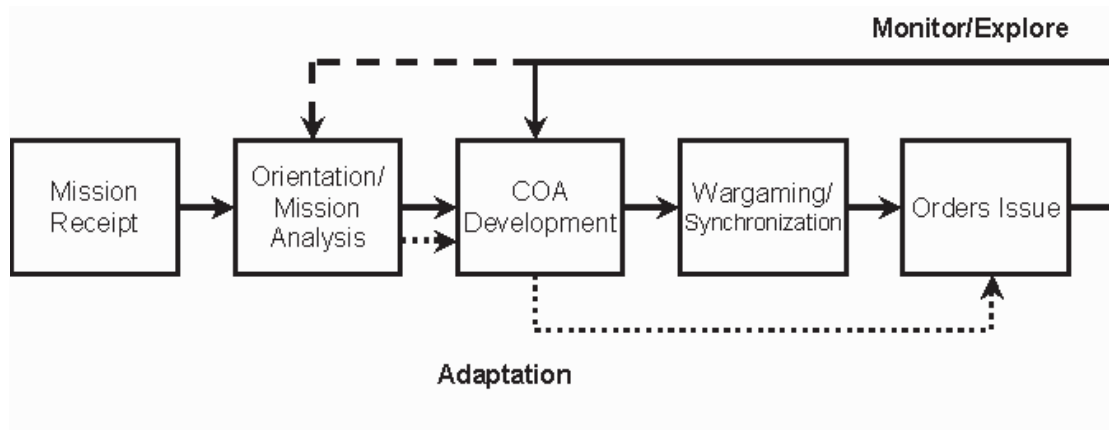 Monitor/Explore
Mission
Receipt
Orientation/
Mission
Analysis
COA
Development
Wargaming/
Synchronization
Orders Issue
Adaptation